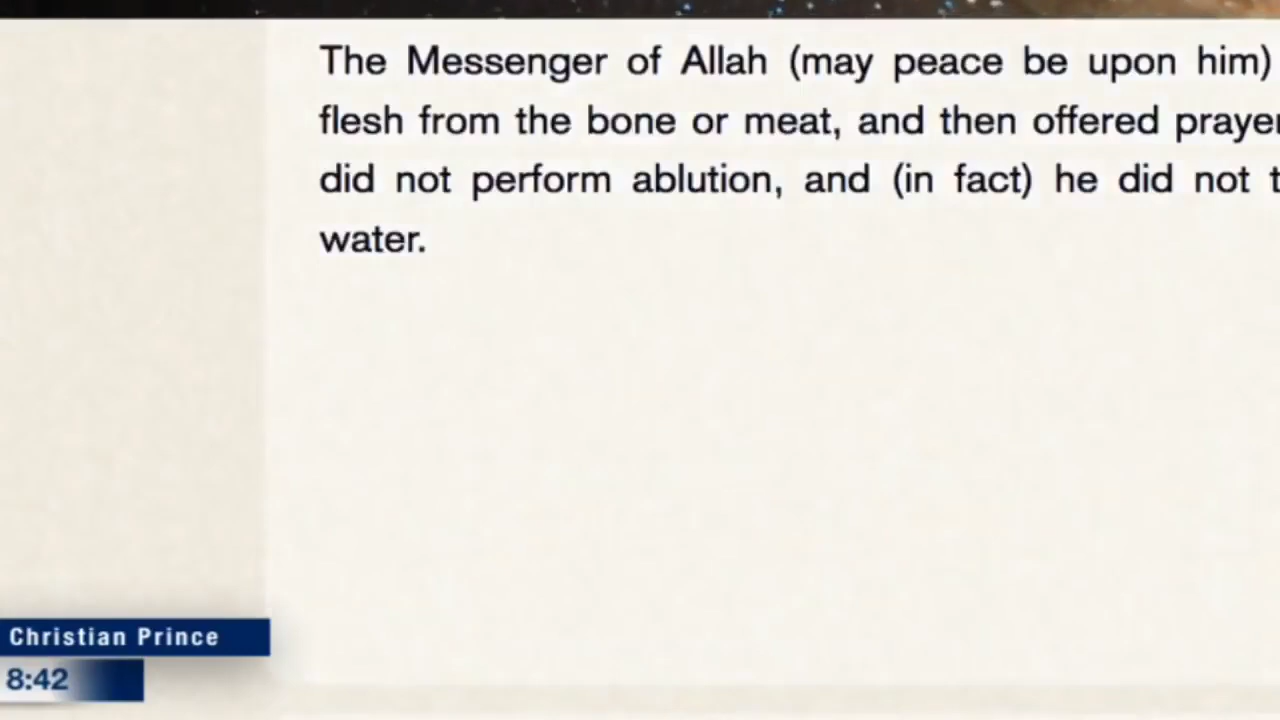 The Messenger of Allah (may peace be upon him)
flesh from the bone or meat, and then offered prayer
did not perform ablution, and (in fact) he did not t
water.
Christian Prince
8:42